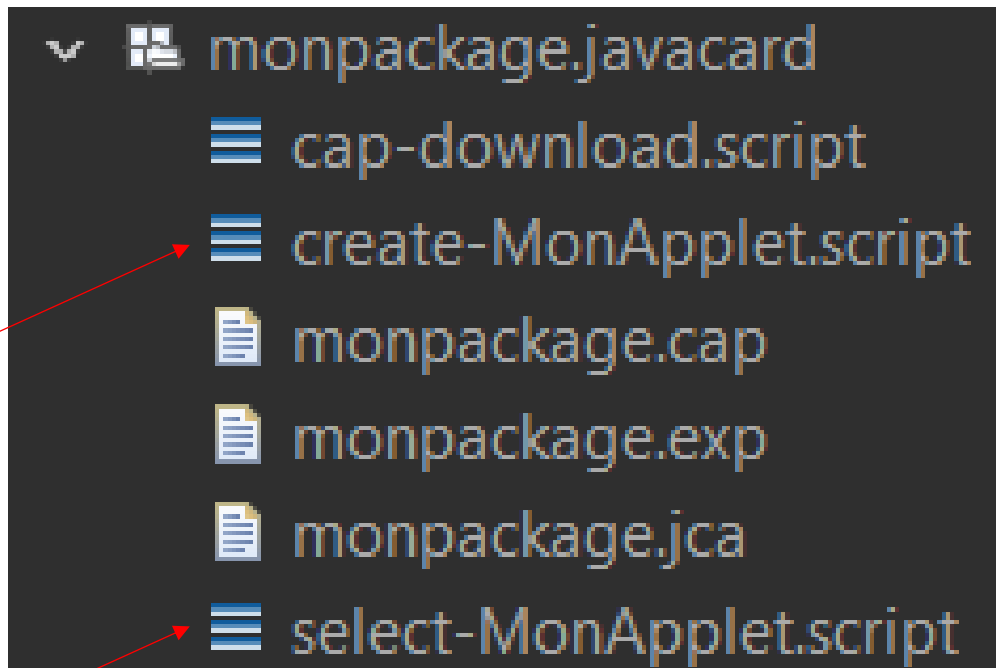 monpackage.javacard
cap-download.script
create-MonApplet.script
monpackage.cap
monpackage.exp
monpackage.jca
select-MonApplet.script